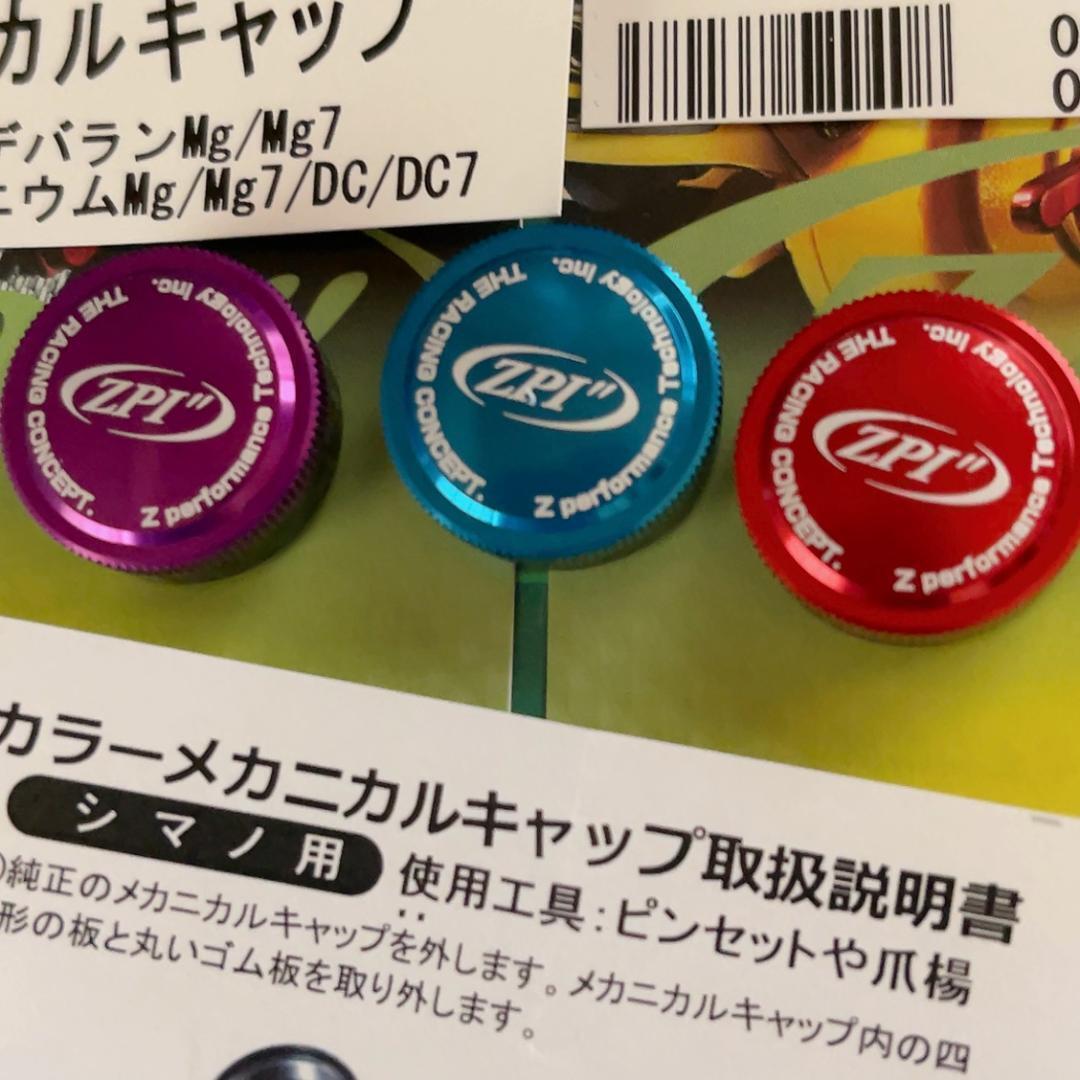 カルキャップ
デバランMg/Mg7
ニウムMg/Mg7/DC/DC7
0
0
THE RACING CONCEPT.
ZPI
Z performance Technology Inc.
THE RACING CONCEPT.
ZPI
Z performance Technology Inc.
THE RACING CONCEPT.
ZPI
Z performance Technology Inc.
カラーメカニカルキャップ取扱説明書
シマノ用 使用工具:ピンセットや爪楊
)純正のメカニカルキャップを外します。メカニカルキャップ内の四
形の板と丸いゴム板を取り外します。